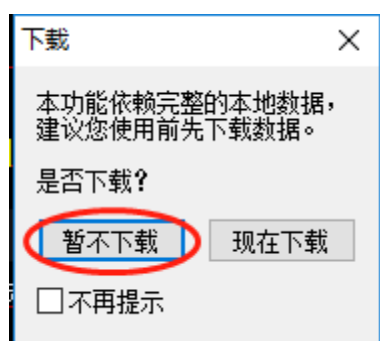 下载
本功能依赖完整的本地数据，
建议您使用前先下载数据。
是否下载?
暂不下载 现在下载
不再提示